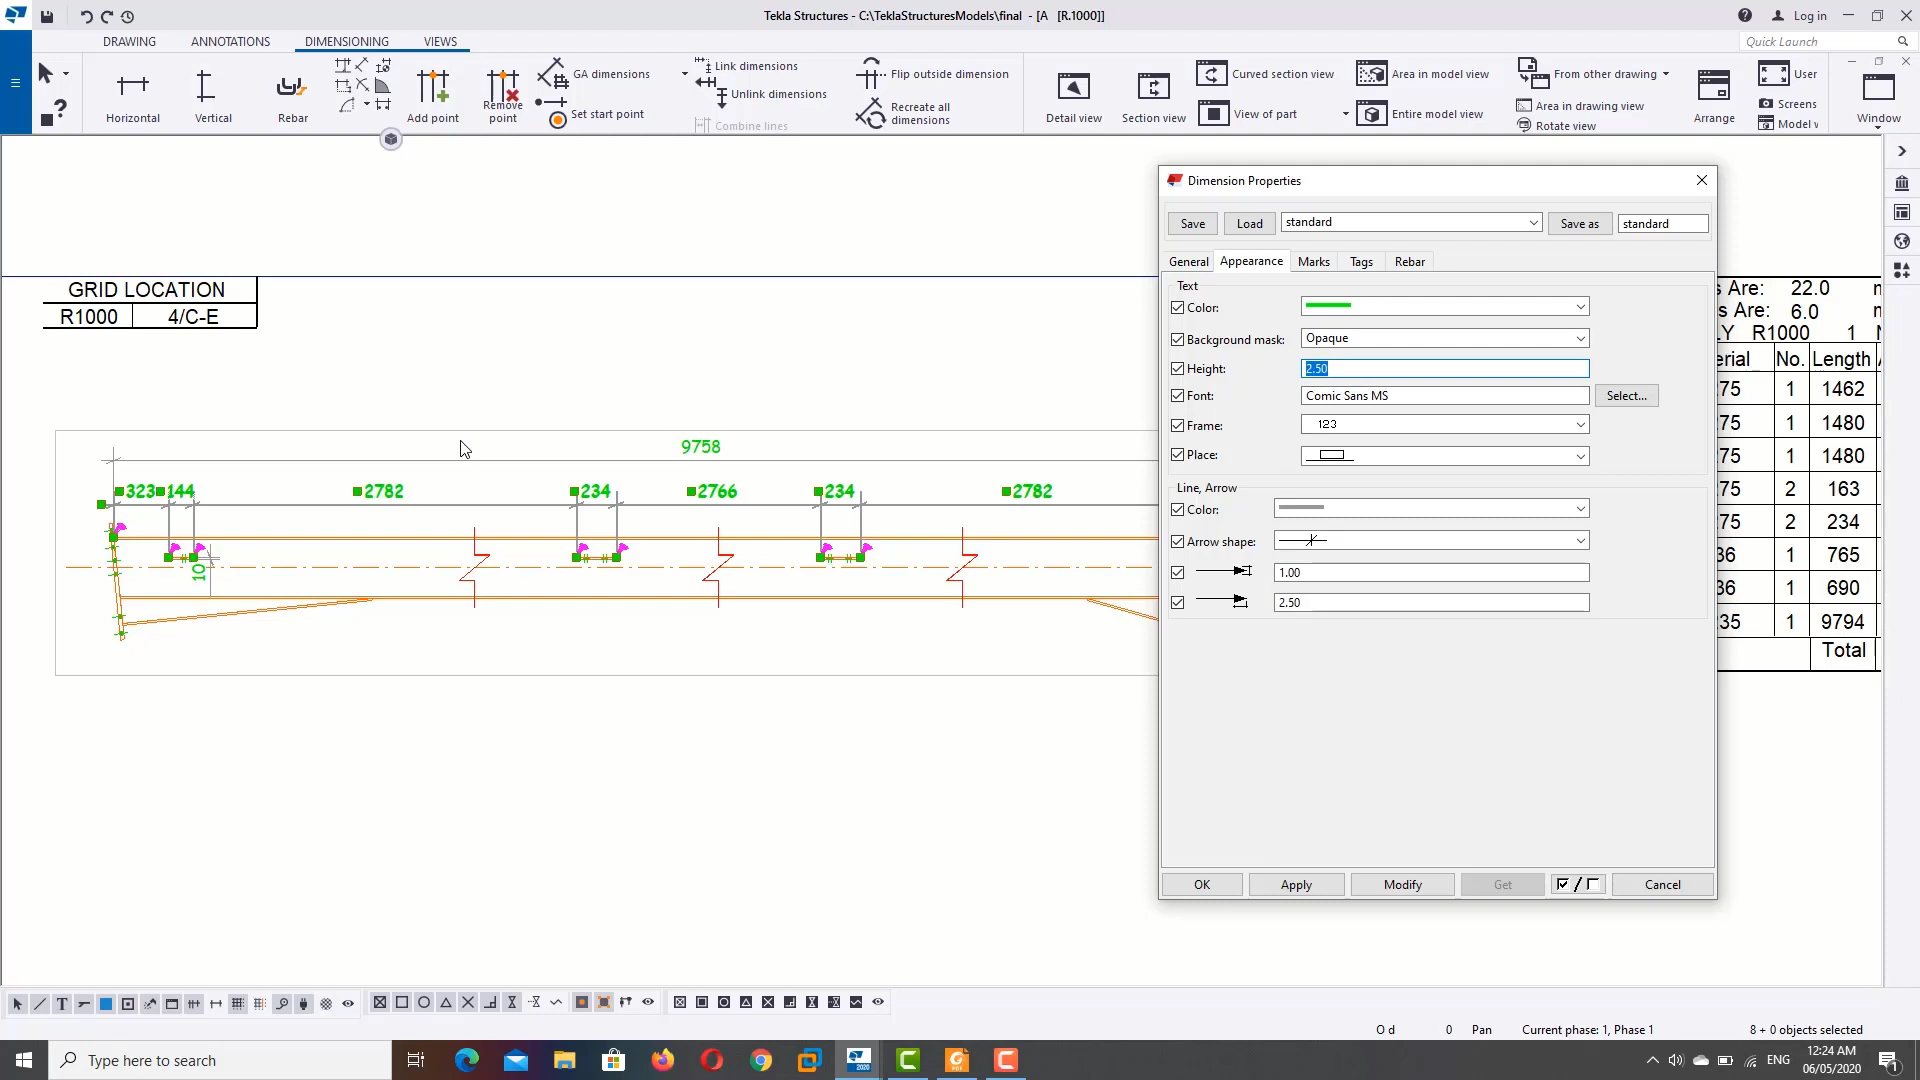 Tekla Structures - C:\TeklaStructuresModels\final - [A [R.1000]]
Log in
DRAWING ANNOTATIONS DIMENSIONING VIEWS
Quick Launch
Horizontal
Vertical
Rebar
Add point
Remove point
GA dimensions
Set start point
Link dimensions
Unlink dimensions
Combine lines
Flip outside dimension
Recreate all dimensions
Detail view
Section view
Curved section view
View of part
Area in model view
Entire model view
From other drawing
Area in drawing view
Rotate view
Arrange
User
Screens
Model v
Window
GRID LOCATION
R1000 4/C-E
9758
323 144 2782 234 2766 234 2782
10
Dimension Properties
Save Load standard Save as standard
General Appearance Marks Tags Rebar
Text
Color:
Background mask: Opaque
Height: 2.50
Font: Comic Sans MS Select...
Frame: 123
Place:
Line, Arrow
Color:
Arrow shape:
1.00
2.50
OK Apply Modify Get Cancel
s Are: 22.0
s Are: 6.0
Y R1000 1
erial No. Length
75 1 1462
75 1 1480
75 1 1480
75 2 163
75 2 234
36 1 765
36 1 690
35 1 9794
Total
O d 0 Pan Current phase: 1, Phase 1 8 + 0 objects selected
Type here to search
2020
ENG
12:24 AM
06/05/2020
1